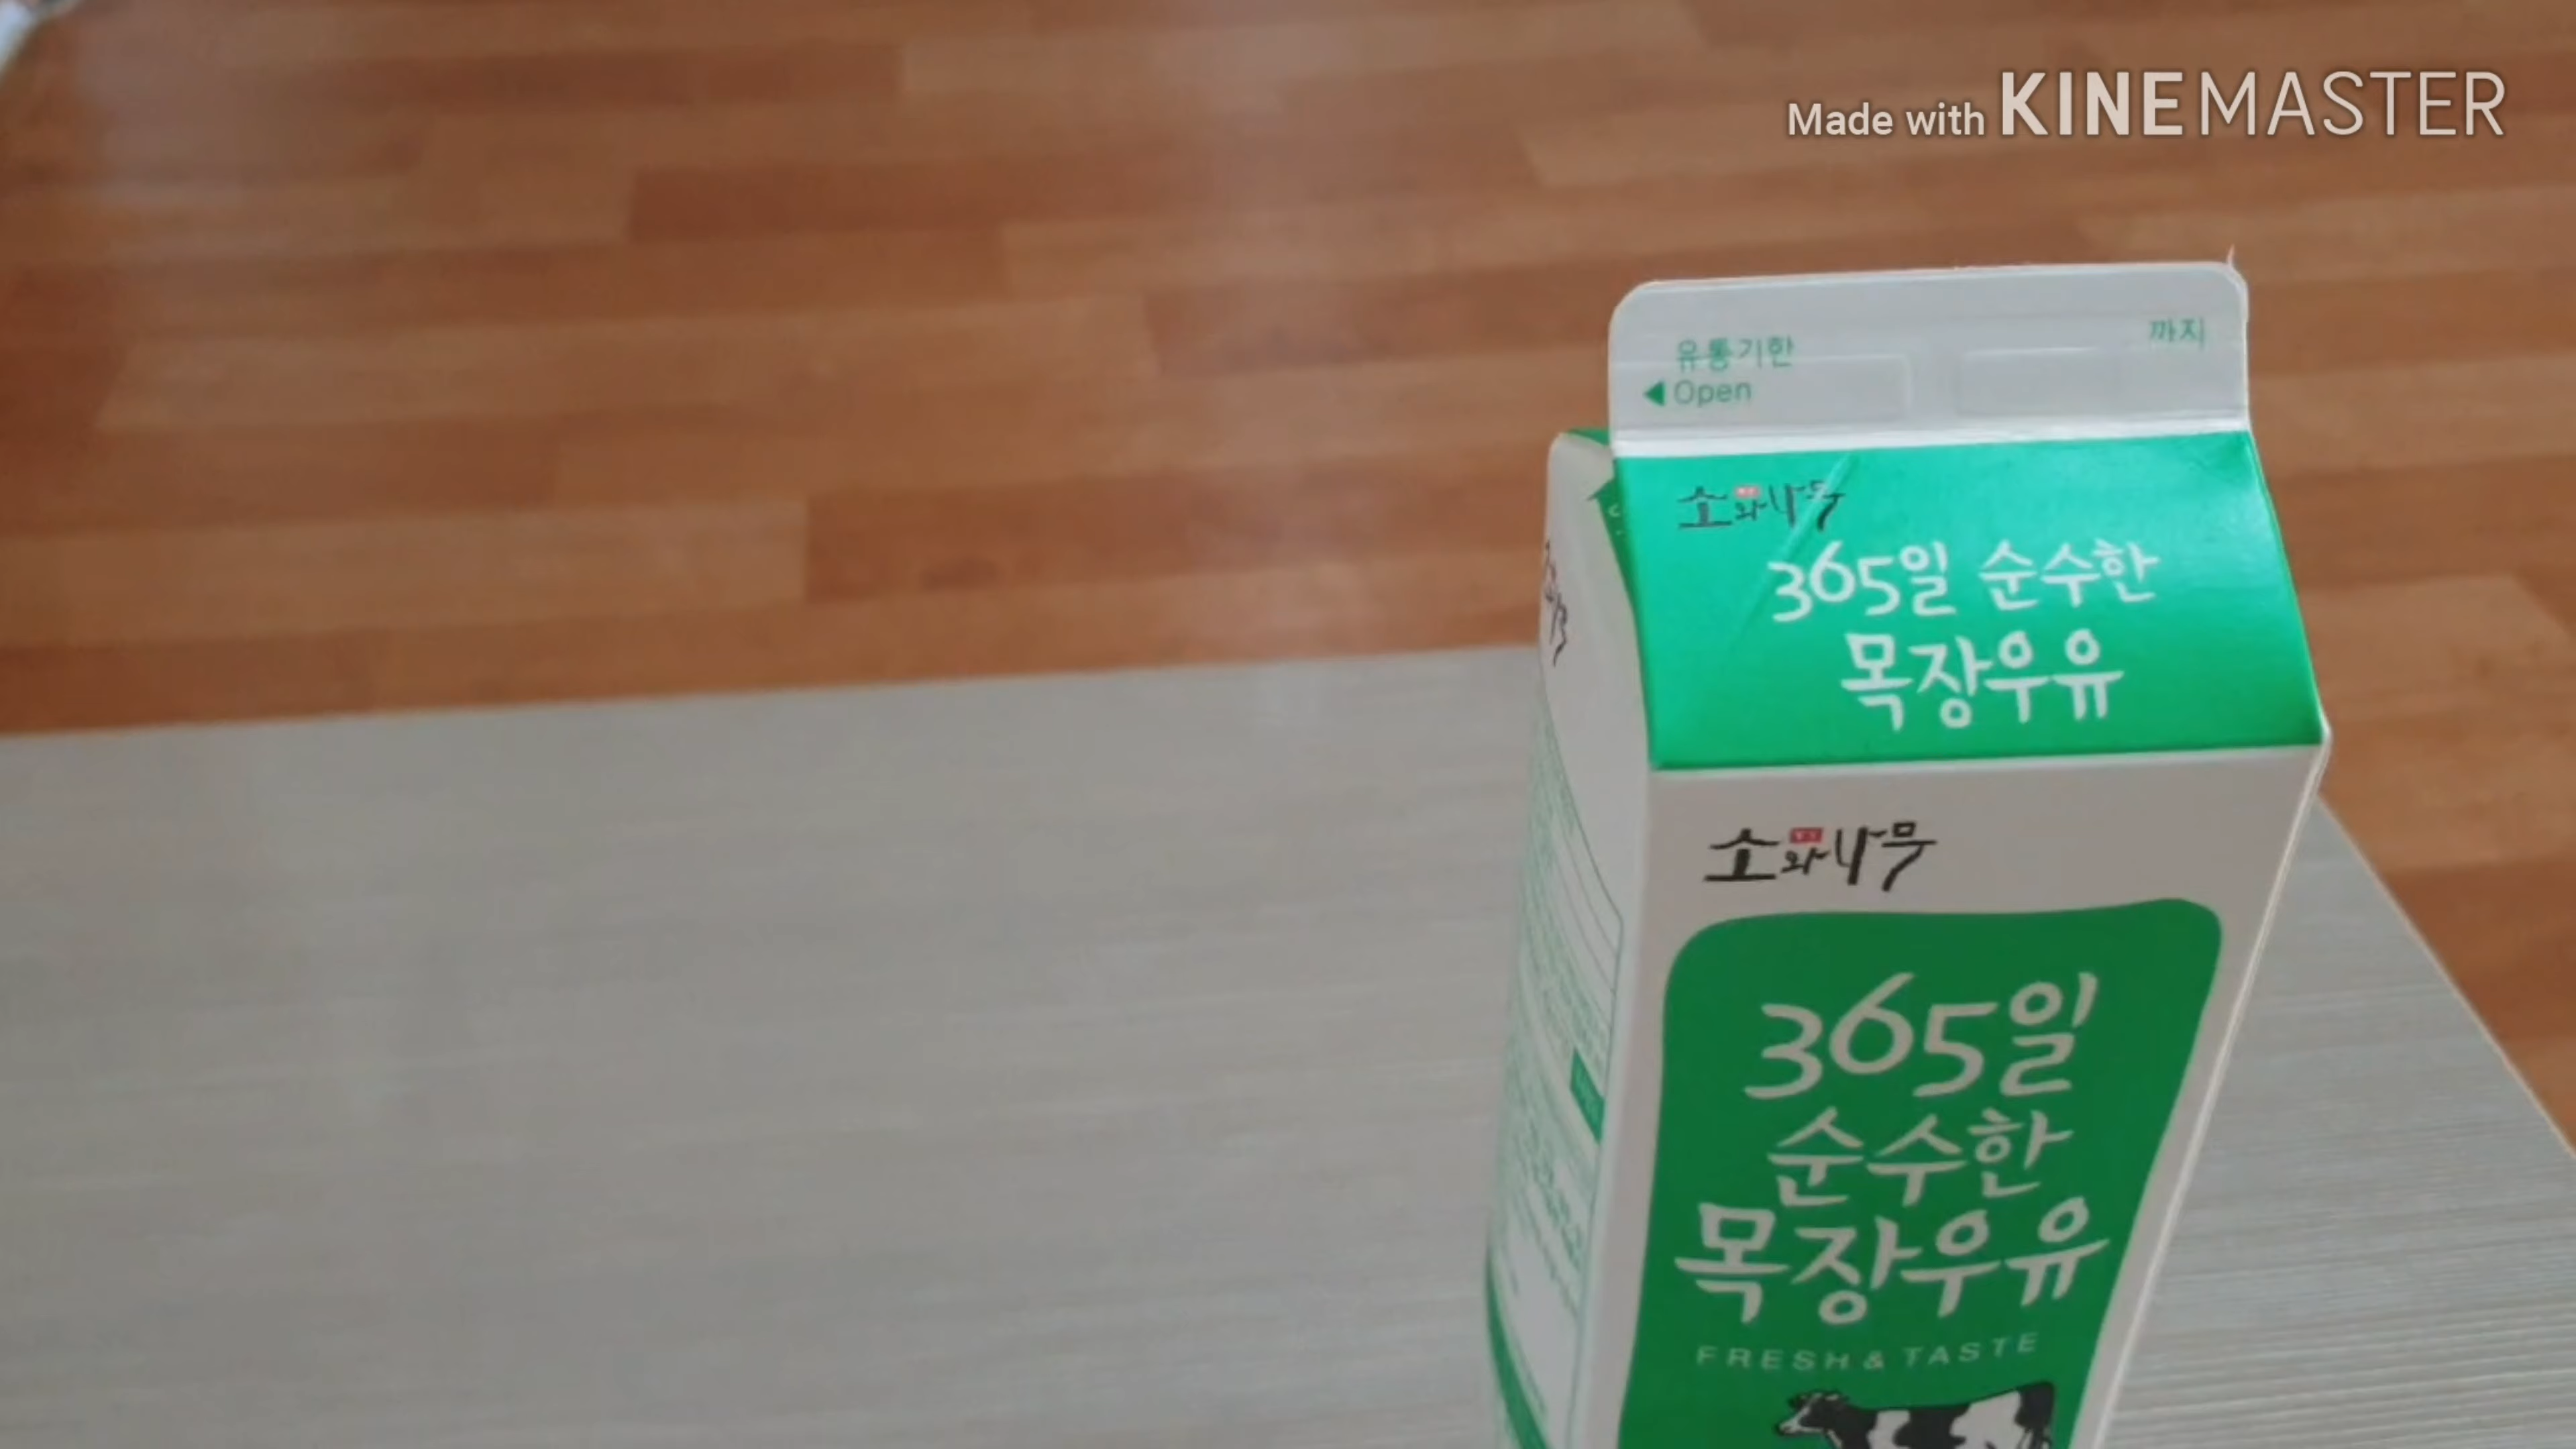 Made with KINEMASTER
유통기한
까지
Open
소와나무
365일 순수한
목장우유
소와나무
365일
순수한
목장우유
FRESH & TASTE